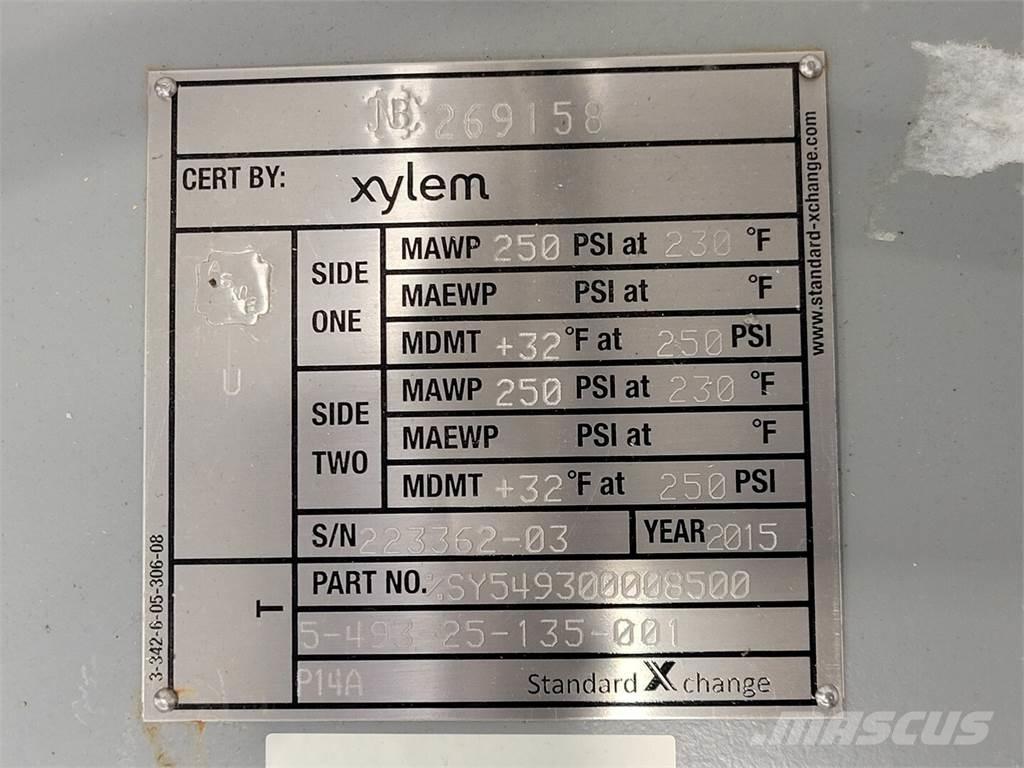 NB 269158
CERT BY: xylem
ASME
U
SIDE ONE
MAWP 250 PSI at 230 °F
MAEWP PSI at °F
MDMT +32 °F at 250 PSI
SIDE TWO
MAWP 250 PSI at 230 °F
MAEWP PSI at °F
MDMT +32 °F at 250 PSI
S/N 223362-03 YEAR 2015
PART NO. %SY549300008500
T
5-493-25-135-001
P14A Standard Xchange
3-342-6-05-306-08
www.standard-xchange.com
MASCUS